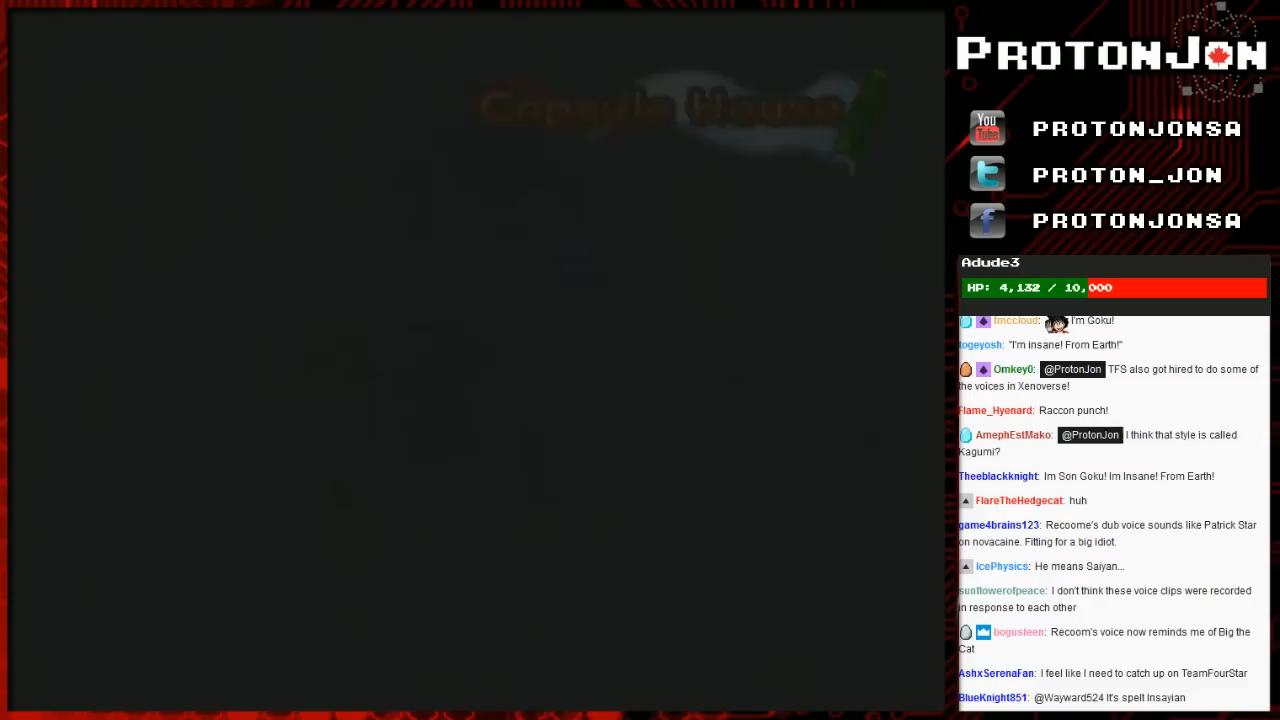 Capsule House
PROTONJON
You
Tube
PROTONJONSA
PROTON_JON
PROTONJONSA
Adude3
HP: 4,132 / 10,000
fmccloud: I'm Goku!
togeyosh: "I'm insane! From Earth!"
Omkey0: @ProtonJon TFS also got hired to do some of
the voices in Xenoverse!
Flame_Hyenard: Raccon punch!
AmephEstMako: @ProtonJon I think that style is called
Kagumi?
Theeblackknight: Im Son Goku! Im Insane! From Earth!
FlareTheHedgecat: huh
game4brains123: Recoome's dub voice sounds like Patrick Star
on novacaine. Fitting for a big idiot.
IcePhysics: He means Saiyan...
sunflowerofpeace: I don't think these voice clips were recorded
in response to each other
bogusteen: Recoom's voice now reminds me of Big the
Cat
AshxSerenaFan: I feel like I need to catch up on TeamFourStar
BlueKnight851: @Wayward524 It's spelt Insayian